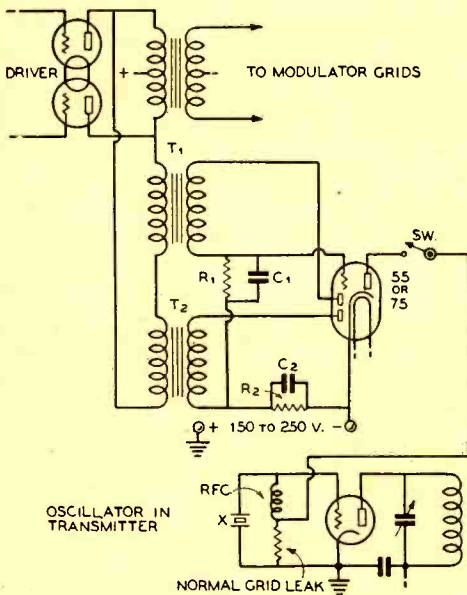 DRIVER
+
−
TO MODULATOR GRIDS
T₁
R₁
C₁
SW.
55
OR
75
T₂
C₂
R₂
+ 150 TO 250 V. −
OSCILLATOR IN
TRANSMITTER
RFC
X
NORMAL GRID LEAK